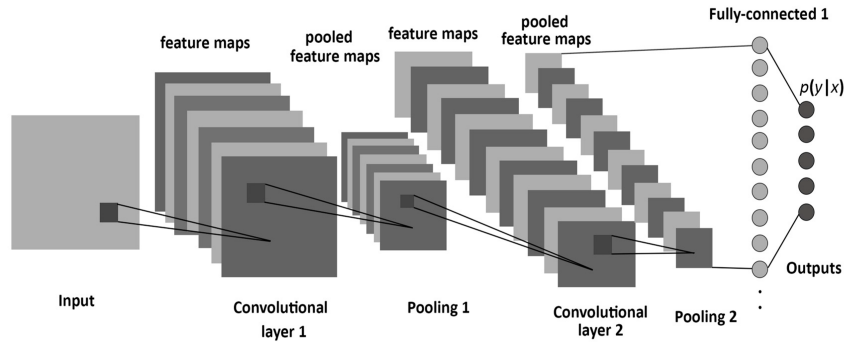 Fully-connected 1
feature maps
pooled
feature maps
feature maps
pooled
feature maps
p(y|x)
Input
Convolutional
layer 1
Pooling 1
Convolutional
layer 2
Pooling 2
Outputs